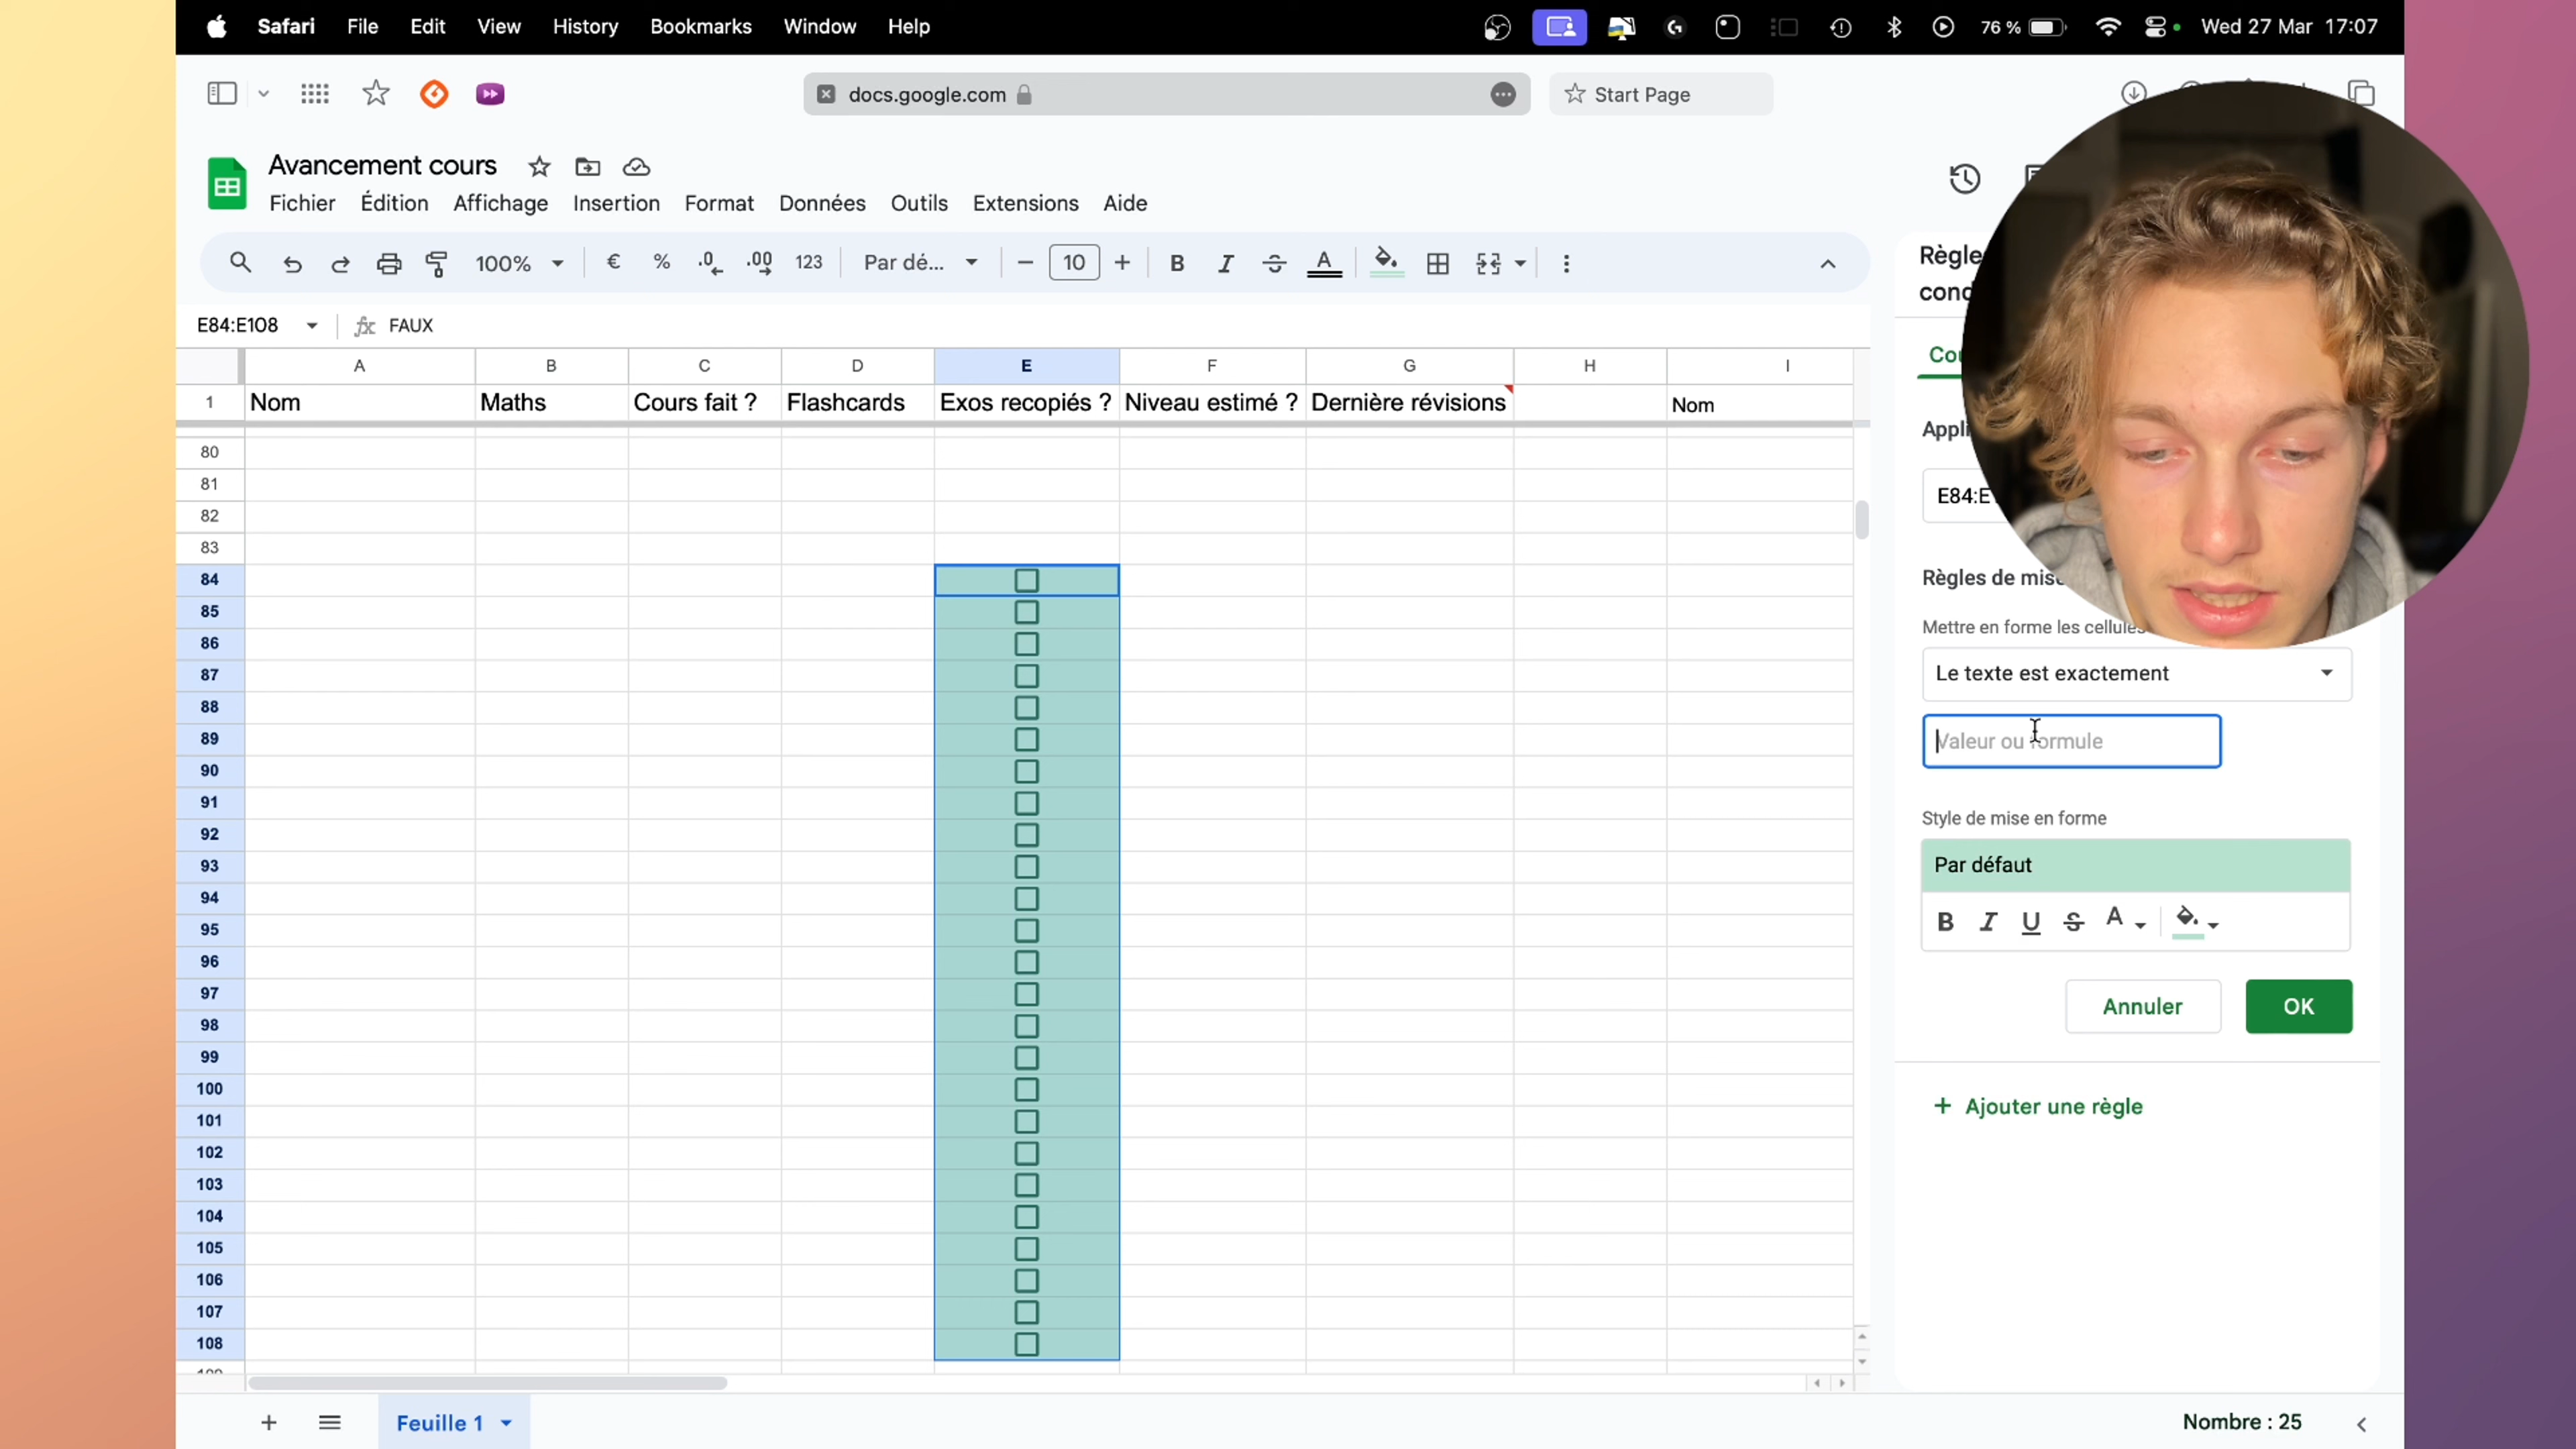 Safari File Edit View History Bookmarks Window Help 76 % Wed 27 Mar 17:07
docs.google.com Start Page
Avancement cours
Fichier Édition Affichage Insertion Format Données Outils Extensions Aide
100% € % .0 .00 123 Par dé... 10 B I A
E84:E108 fx FAUX
A B C D E F G H I
1 Nom Maths Cours fait ? Flashcards Exos recopiés ? Niveau estimé ? Dernière révisions Nom
80
81
82
83
84
85
86
87
88
89
90
91
92
93
94
95
96
97
98
99
100
101
102
103
104
105
106
107
108
Feuille 1
Nombre : 25
Règle
E84:E
Règles de mise
Mettre en forme les cellules
Le texte est exactement
Valeur ou formule
Style de mise en forme
Par défaut
B I U S A
Annuler OK
+ Ajouter une règle